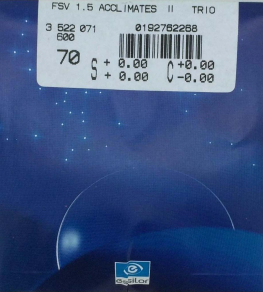 FSV 1.5 ACCLIMATES II TRIO
3 522 071 0192762268
600
70 S + 0.00 C +0.00
+ 0.00 -0.00
essilor